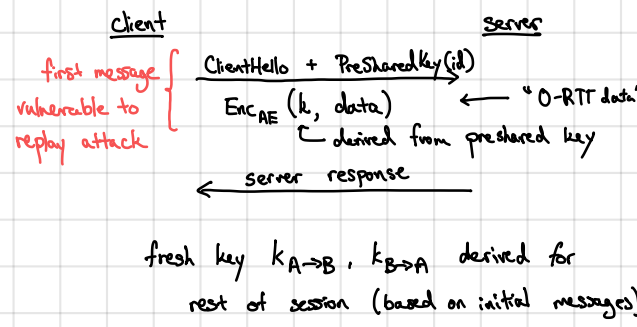 Client
server
first message vulnerable to replay attack
ClientHello + PreSharedKey(id)
Enc_AE (k, data)
← "0-RTT data"
derived from preshared key
server response
fresh key k_A→B, k_B→A derived for
rest of session (based on initial messages)